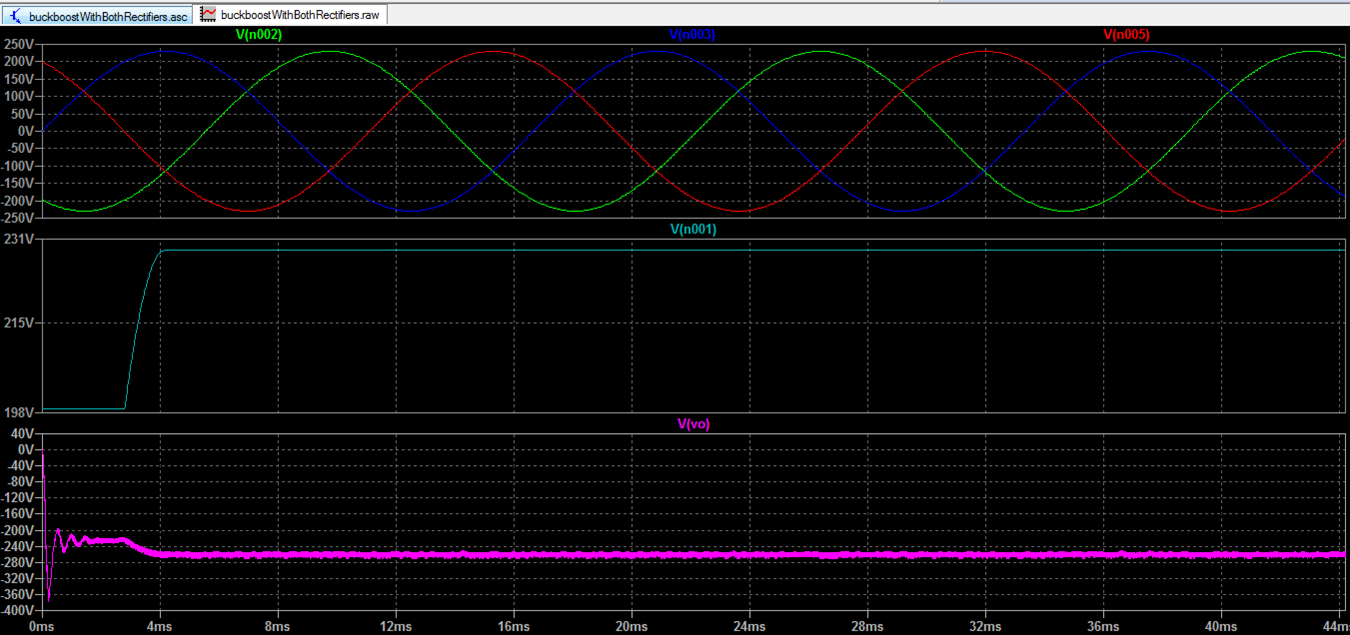 buckboostWithBothRectifiers.asc buckboostWithBothRectifiers.raw
V(n002) V(n003) V(n005)
250V
200V
150V
100V
50V
0V
-50V
-100V
-150V
-200V
-250V
V(n001)
231V
215V
198V
V(vo)
40V
0V
-40V
-80V
-120V
-160V
-200V
-240V
-280V
-320V
-360V
-400V
0ms 4ms 8ms 12ms 16ms 20ms 24ms 28ms 32ms 36ms 40ms 44m